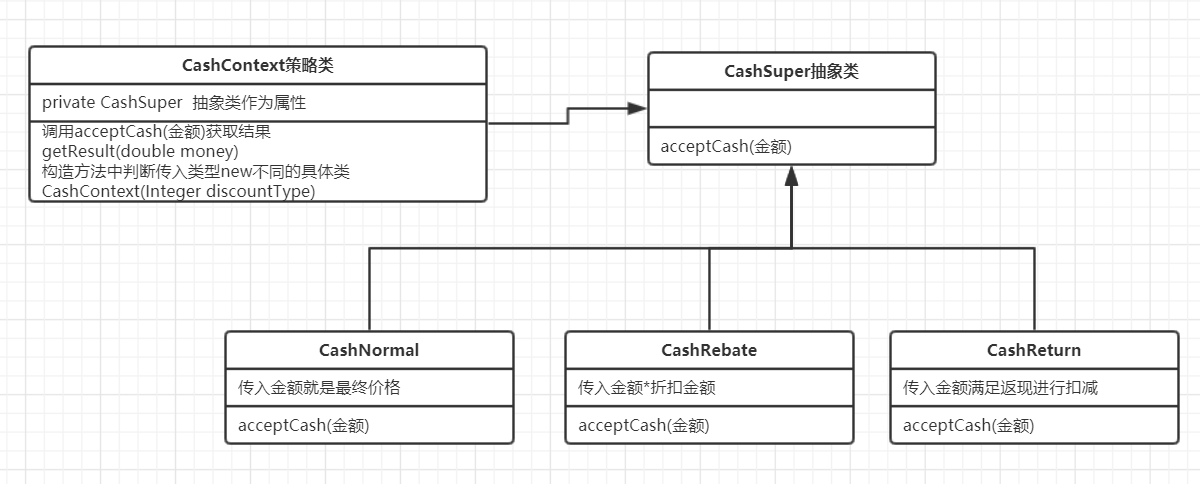 CashContext策略类
private CashSuper 抽象类作为属性
调用acceptCash(金额)获取结果
getResult(double money)
构造方法中判断传入类型new不同的具体类
CashContext(Integer discountType)
CashSuper抽象类
acceptCash(金额)
CashNormal
传入金额就是最终价格
acceptCash(金额)
CashRebate
传入金额*折扣金额
acceptCash(金额)
CashReturn
传入金额满足返现进行扣减
acceptCash(金额)